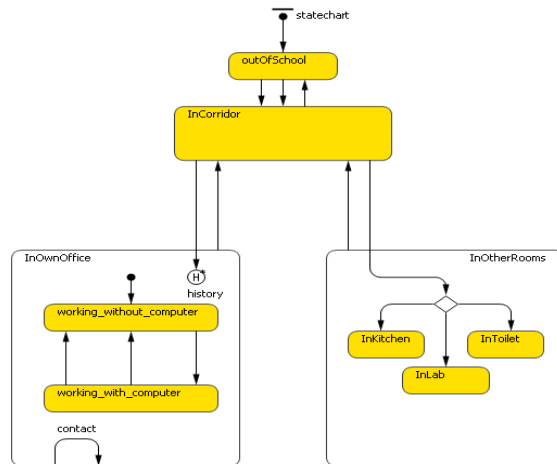 statechart
outOfSchool
InCorridor
InOwnOffice
H*
history
working_without_computer
working_with_computer
contact
InOtherRooms
InKitchen
InToilet
InLab